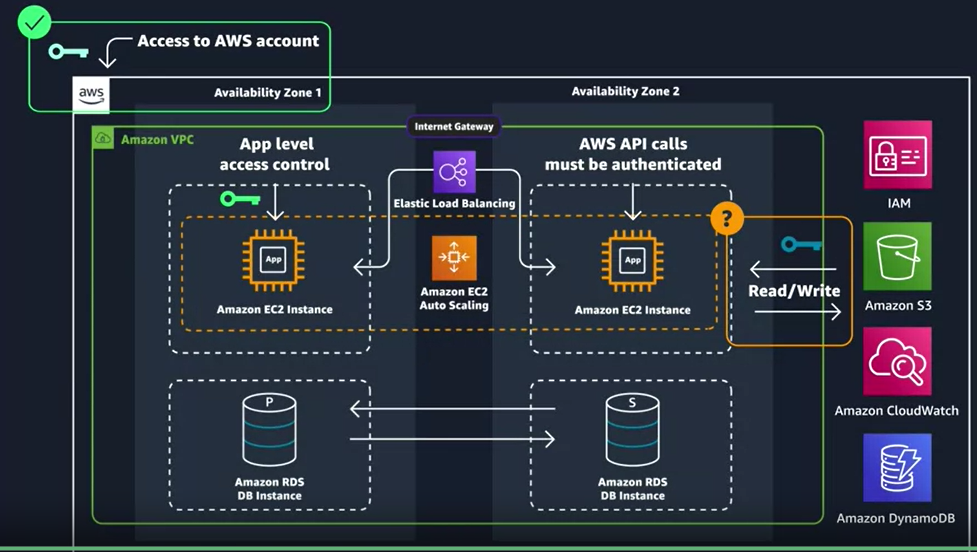 Access to AWS account
aws
Availability Zone 1
Availability Zone 2
Internet Gateway
Amazon VPC
App level
access control
AWS API calls
must be authenticated
Elastic Load Balancing
?
App
App
Amazon EC2 Instance
Amazon EC2
Auto Scaling
Amazon EC2 Instance
Read/Write
IAM
Amazon S3
Amazon CloudWatch
Amazon DynamoDB
P
S
Amazon RDS
DB Instance
Amazon RDS
DB Instance